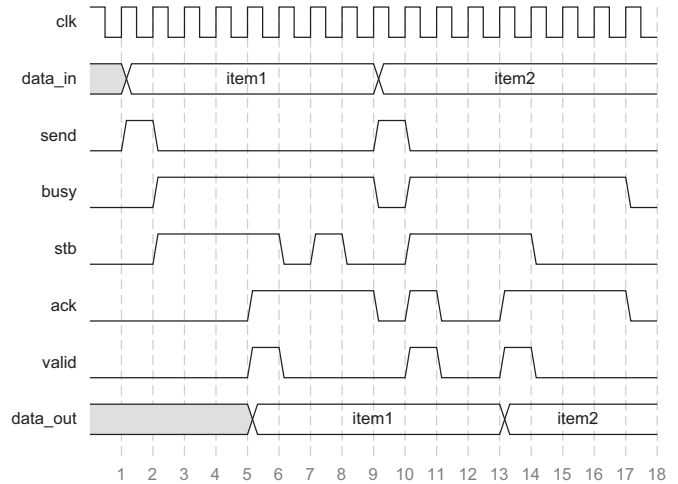 clk
data_in item1 item2
send
busy
stb
ack
valid
data_out item1 item2
1 2 3 4 5 6 7 8 9 10 11 12 13 14 15 16 17 18